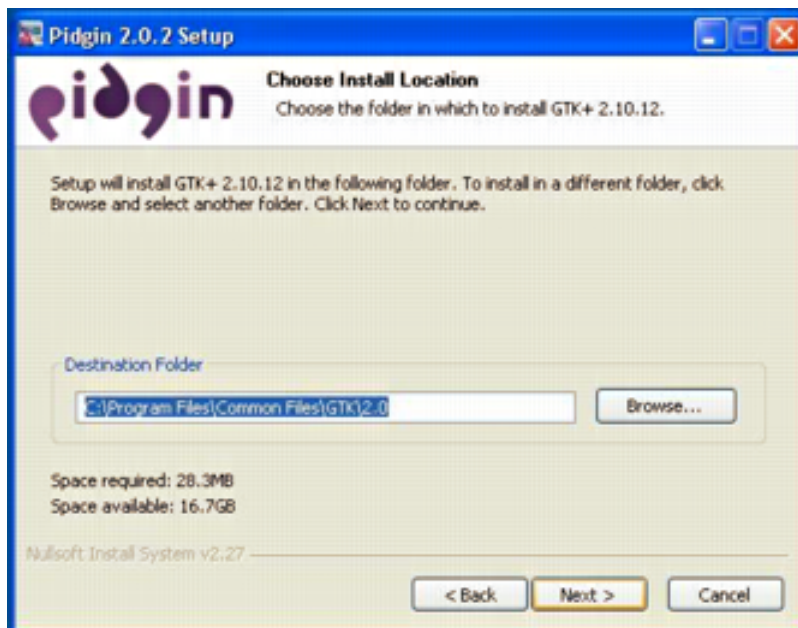 Pidgin 2.0.2 Setup
pidgin
Choose Install Location
Choose the folder in which to install GTK+ 2.10.12.
Setup will install GTK+ 2.10.12 in the following folder. To install in a different folder, click
Browse and select another folder. Click Next to continue.
Destination Folder
C:\Program Files\Common Files\GTK\2.0
Browse...
Space required: 28.3MB
Space available: 16.7GB
Nullsoft Install System v2.27
< Back
Next >
Cancel